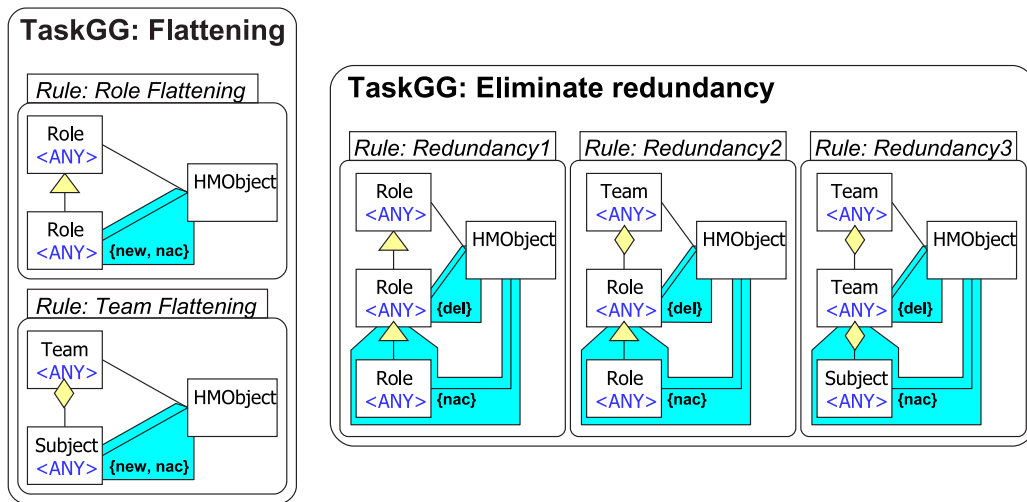 TaskGG: Flattening
Rule: Role Flattening
Role
<ANY>
HMObject
Role
<ANY>
{new, nac}
Rule: Team Flattening
Team
<ANY>
HMObject
Subject
<ANY>
{new, nac}
TaskGG: Eliminate redundancy
Rule: Redundancy1
Role
<ANY>
HMObject
Role
<ANY>
{del}
Role
<ANY>
{nac}
Rule: Redundancy2
Team
<ANY>
HMObject
Role
<ANY>
{del}
Role
<ANY>
{nac}
Rule: Redundancy3
Team
<ANY>
HMObject
Team
<ANY>
{del}
Subject
<ANY>
{nac}